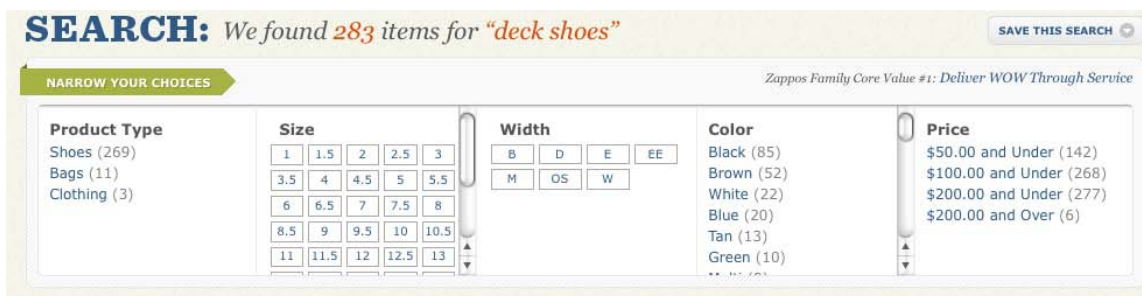 SEARCH: We found 283 items for “deck shoes”
SAVE THIS SEARCH
NARROW YOUR CHOICES
Zappos Family Core Value #1: Deliver WOW Through Service
Product Type
Shoes (269)
Bags (11)
Clothing (3)
Size
1 1.5 2 2.5 3
3.5 4 4.5 5 5.5
6 6.5 7 7.5 8
8.5 9 9.5 10 10.5
11 11.5 12 12.5 13
Width
B D E EE
M OS W
Color
Black (85)
Brown (52)
White (22)
Blue (20)
Tan (13)
Green (10)
Price
$50.00 and Under (142)
$100.00 and Under (268)
$200.00 and Under (277)
$200.00 and Over (6)